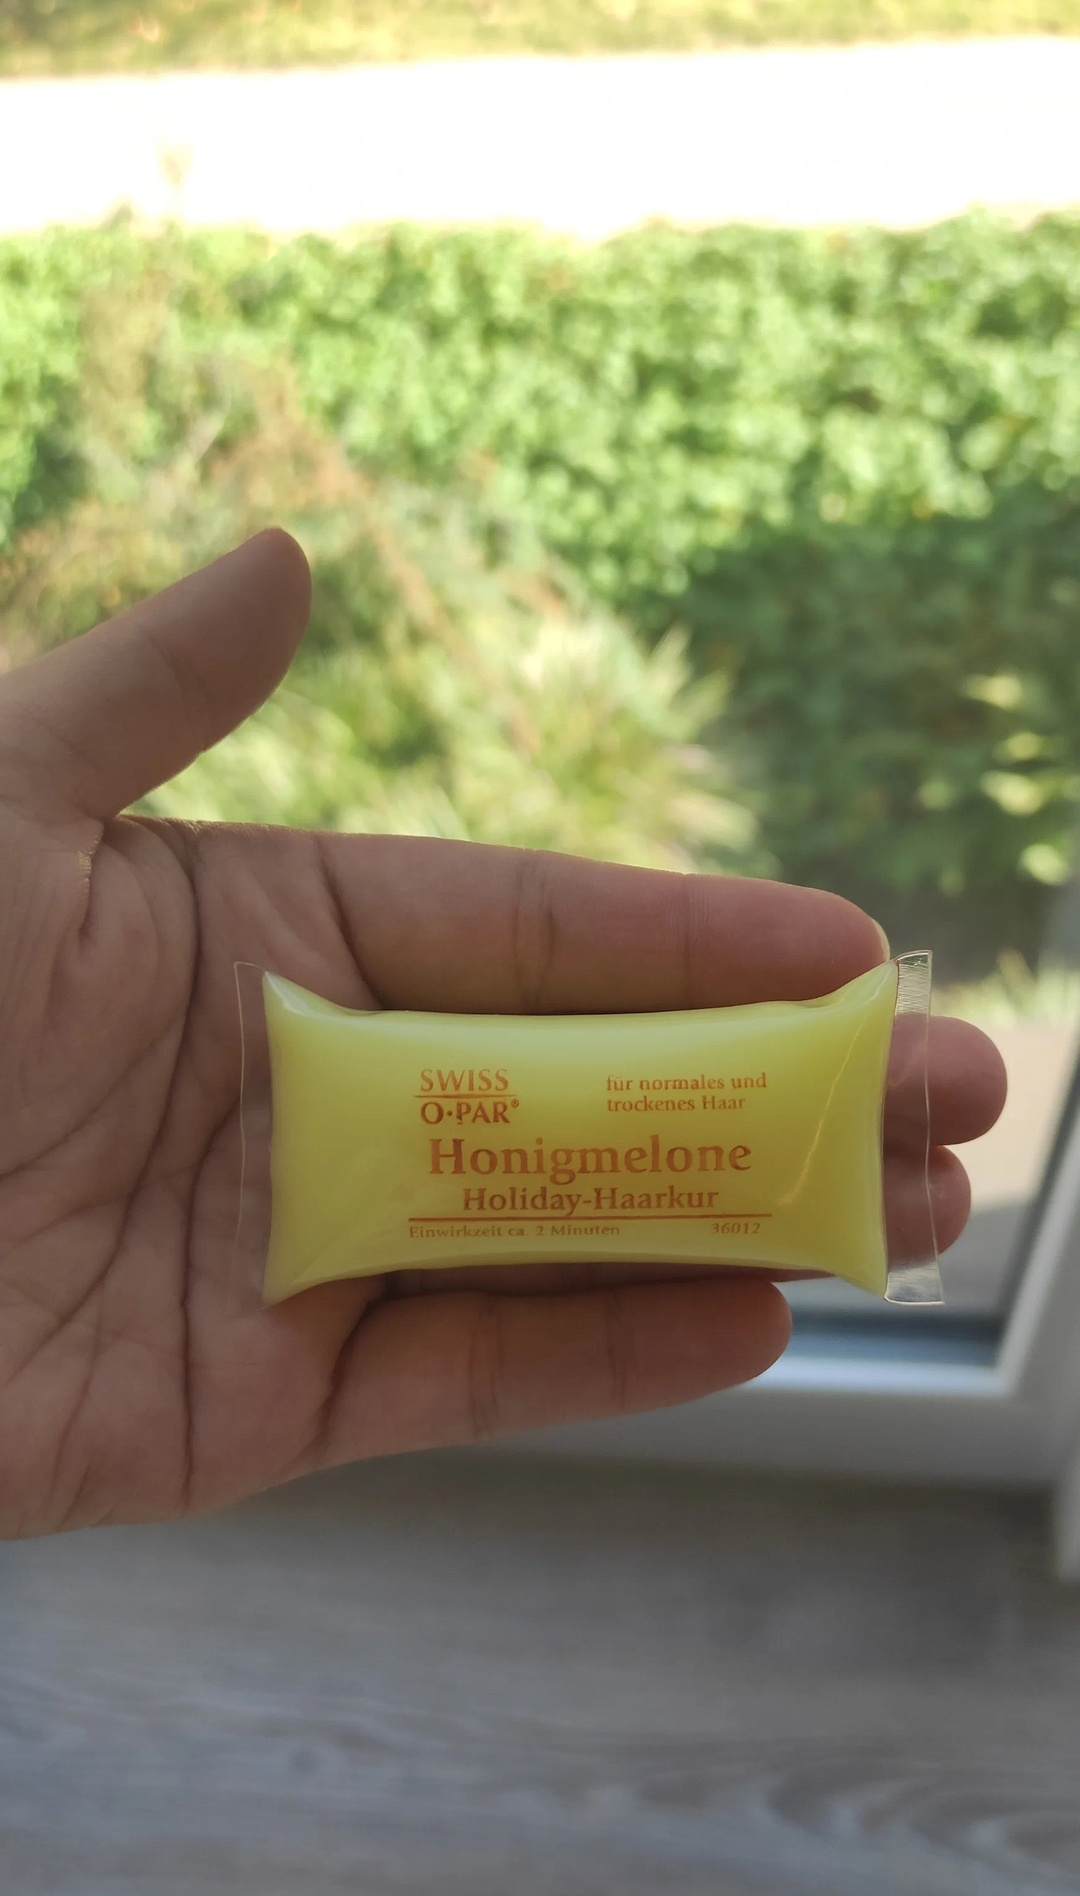 SWISS
O·PAR®
für normales und
trockenes Haar
Honigmelone
Holiday-Haarkur
Einwirkzeit ca. 2 Minuten 36012